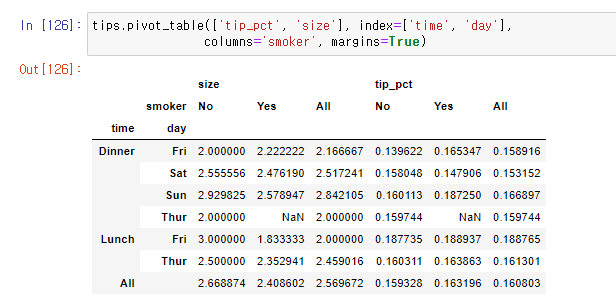 In [126]: tips.pivot_table(['tip_pct', 'size'], index=['time', 'day'],
columns='smoker', margins=True)
Out[126]:
size tip_pct
smoker No Yes All No Yes All
time day
Dinner Fri 2.000000 2.222222 2.166667 0.139622 0.165347 0.158916
Sat 2.555556 2.476190 2.517241 0.158048 0.147906 0.153152
Sun 2.929825 2.578947 2.842105 0.160113 0.187250 0.166897
Thur 2.000000 NaN 2.000000 0.159744 NaN 0.159744
Lunch Fri 3.000000 1.833333 2.000000 0.187735 0.188937 0.188765
Thur 2.500000 2.352941 2.459016 0.160311 0.163863 0.161301
All 2.668874 2.408602 2.569672 0.159328 0.163196 0.160803